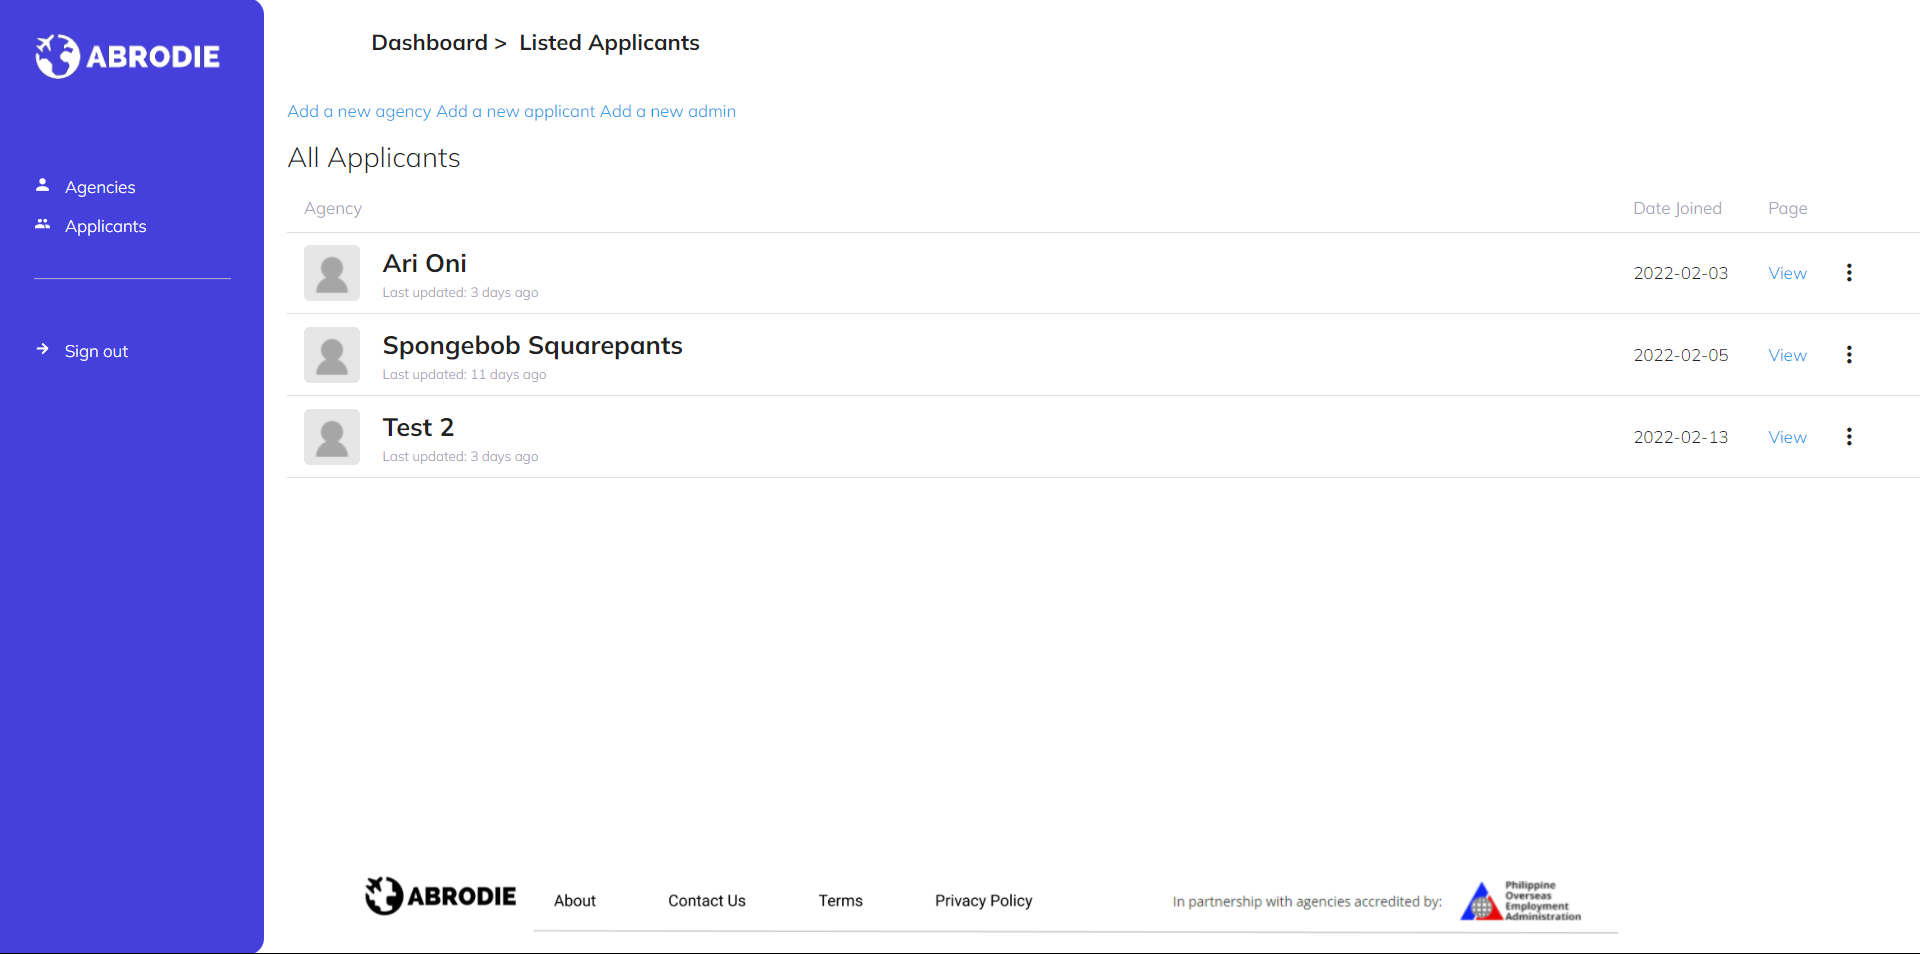 ABRODIE
Agencies
Applicants
Sign out
Dashboard > Listed Applicants
Add a new agency Add a new applicant Add a new admin
All Applicants
Agency Date Joined Page
Ari Oni
Last updated: 3 days ago
2022-02-03 View
Spongebob Squarepants
Last updated: 11 days ago
2022-02-05 View
Test 2
Last updated: 3 days ago
2022-02-13 View
ABRODIE About Contact Us Terms Privacy Policy In partnership with agencies accredited by:
Philippine
Overseas
Employment
Administration